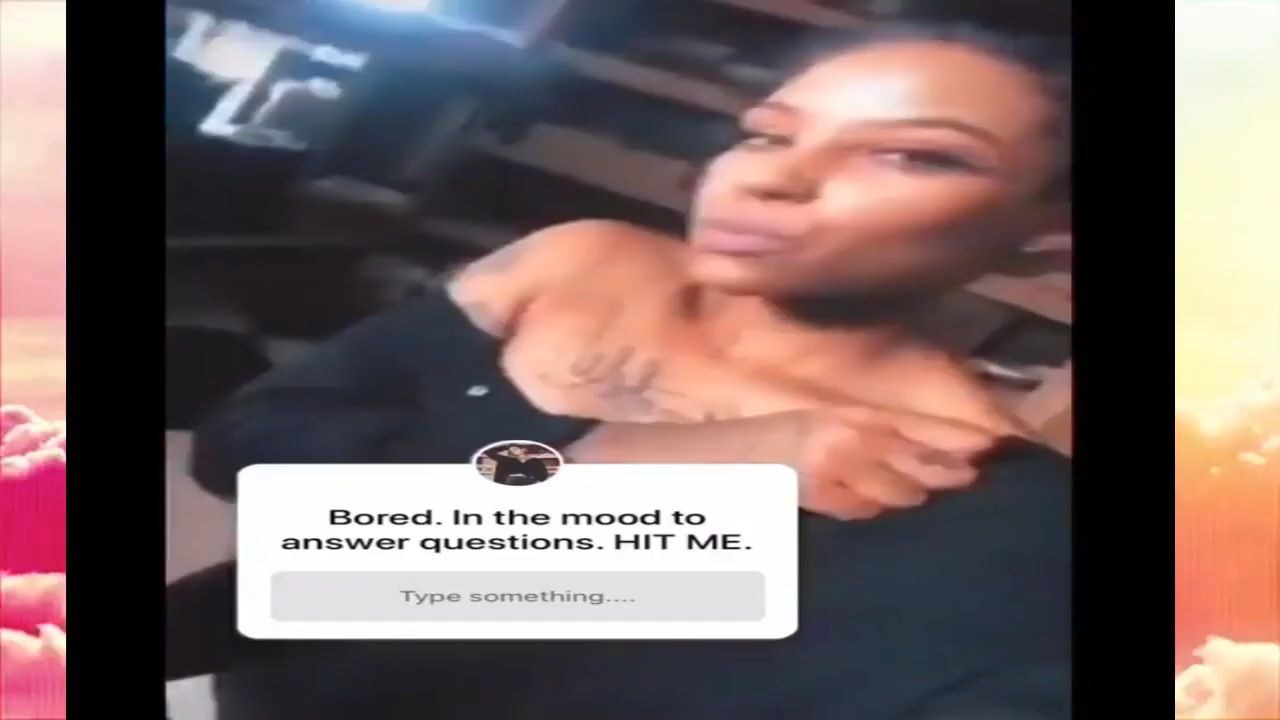 Bored. In the mood to
answer questions. HIT ME.
Type something....